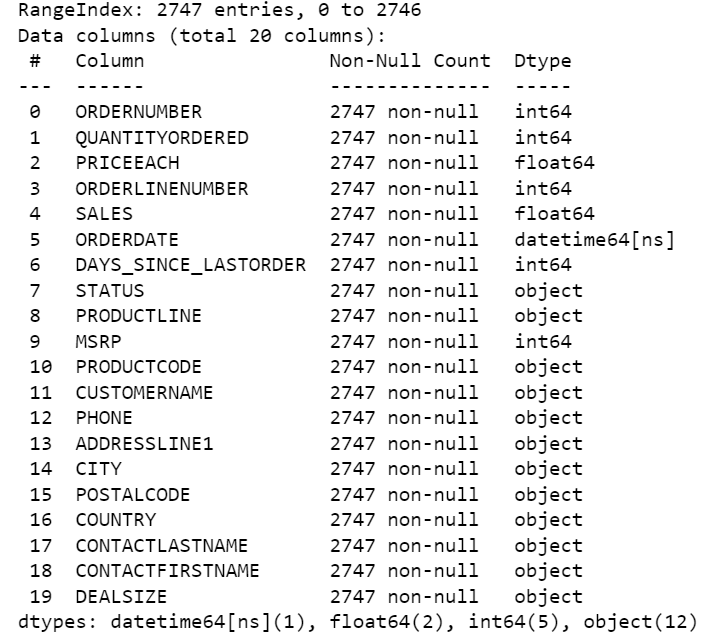 RangeIndex: 2747 entries, 0 to 2746
Data columns (total 20 columns):
 #   Column                Non-Null Count  Dtype
---  ------                --------------  -----
 0   ORDERNUMBER           2747 non-null   int64
 1   QUANTITYORDERED       2747 non-null   int64
 2   PRICEEACH             2747 non-null   float64
 3   ORDERLINENUMBER       2747 non-null   int64
 4   SALES                 2747 non-null   float64
 5   ORDERDATE             2747 non-null   datetime64[ns]
 6   DAYS_SINCE_LASTORDER  2747 non-null   int64
 7   STATUS                2747 non-null   object
 8   PRODUCTLINE           2747 non-null   object
 9   MSRP                  2747 non-null   int64
 10  PRODUCTCODE           2747 non-null   object
 11  CUSTOMERNAME          2747 non-null   object
 12  PHONE                 2747 non-null   object
 13  ADDRESSLINE1          2747 non-null   object
 14  CITY                  2747 non-null   object
 15  POSTALCODE            2747 non-null   object
 16  COUNTRY               2747 non-null   object
 17  CONTACTLASTNAME       2747 non-null   object
 18  CONTACTFIRSTNAME      2747 non-null   object
 19  DEALSIZE              2747 non-null   object
dtypes: datetime64[ns](1), float64(2), int64(5), object(12)